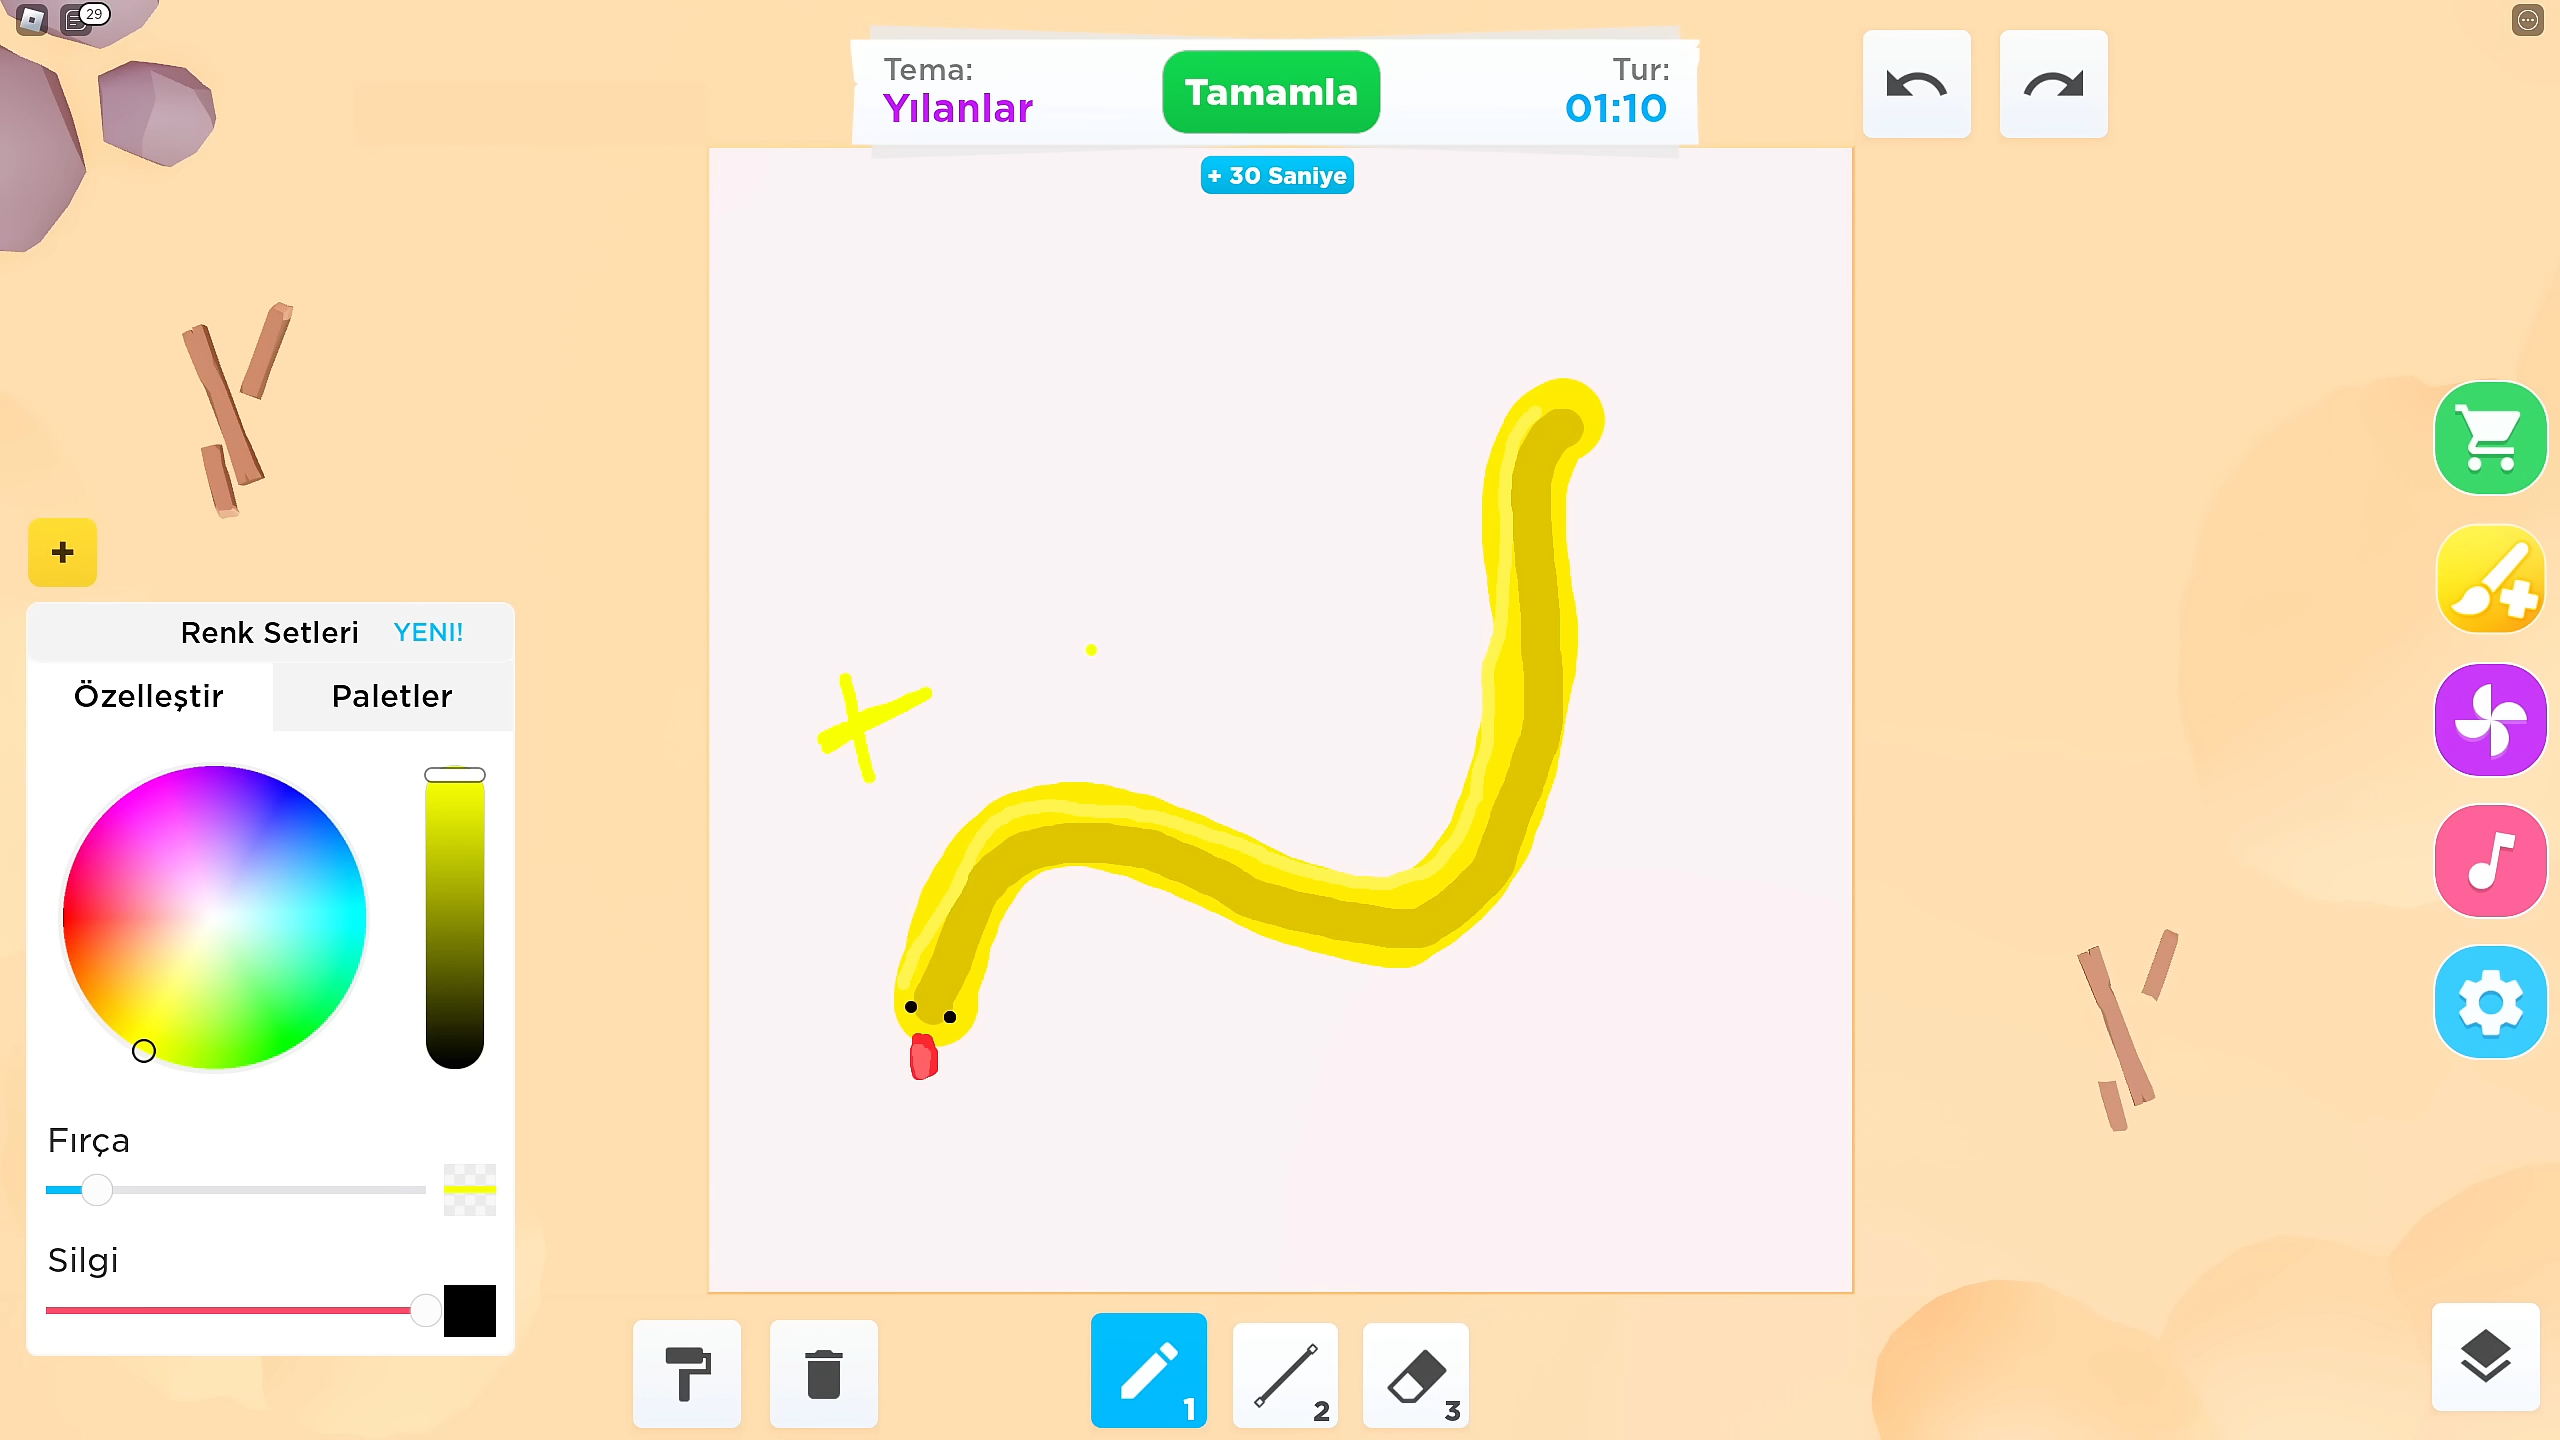 29
Tema:
Yılanlar
Tamamla
Tur:
01:10
+ 30 Saniye
+
Renk Setleri YENI!
Özelleştir Paletler
Fırça
Silgi
1
2
3